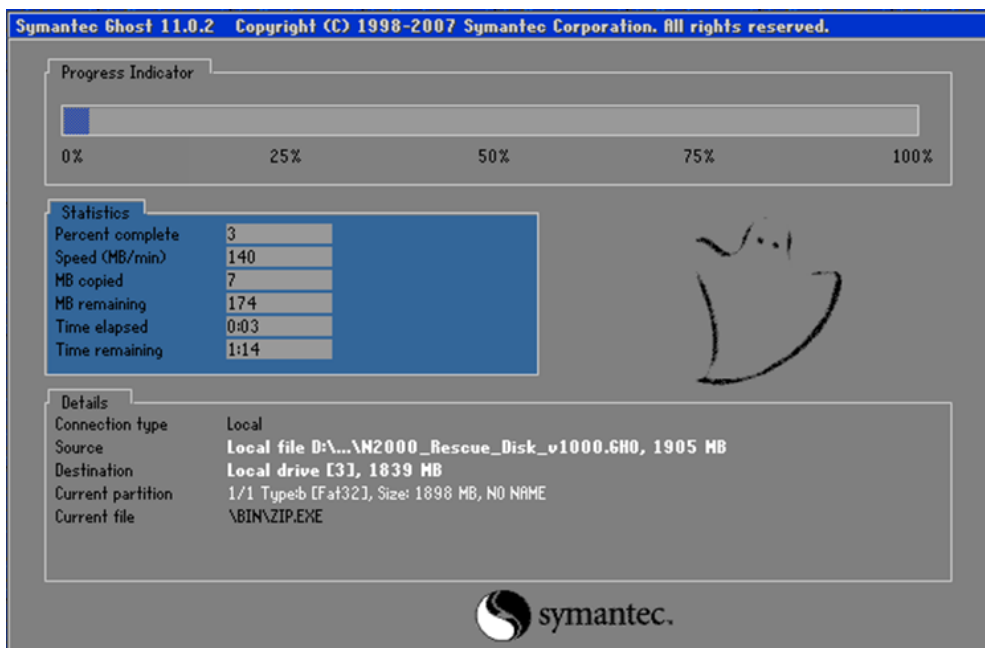 Symantec Ghost 11.0.2 Copyright (C) 1998-2007 Symantec Corporation. All rights reserved.
Progress Indicator
0% 25% 50% 75% 100%
Statistics
Percent complete 3
Speed (MB/min) 140
MB copied 7
MB remaining 174
Time elapsed 0:03
Time remaining 1:14
Details
Connection type Local
Source Local file D:\...\N2000_Rescue_Disk_v1000.GHO, 1905 MB
Destination Local drive [3], 1839 MB
Current partition 1/1 Type:b [Fat32], Size: 1898 MB, NO NAME
Current file \BIN\ZIP.EXE
symantec.